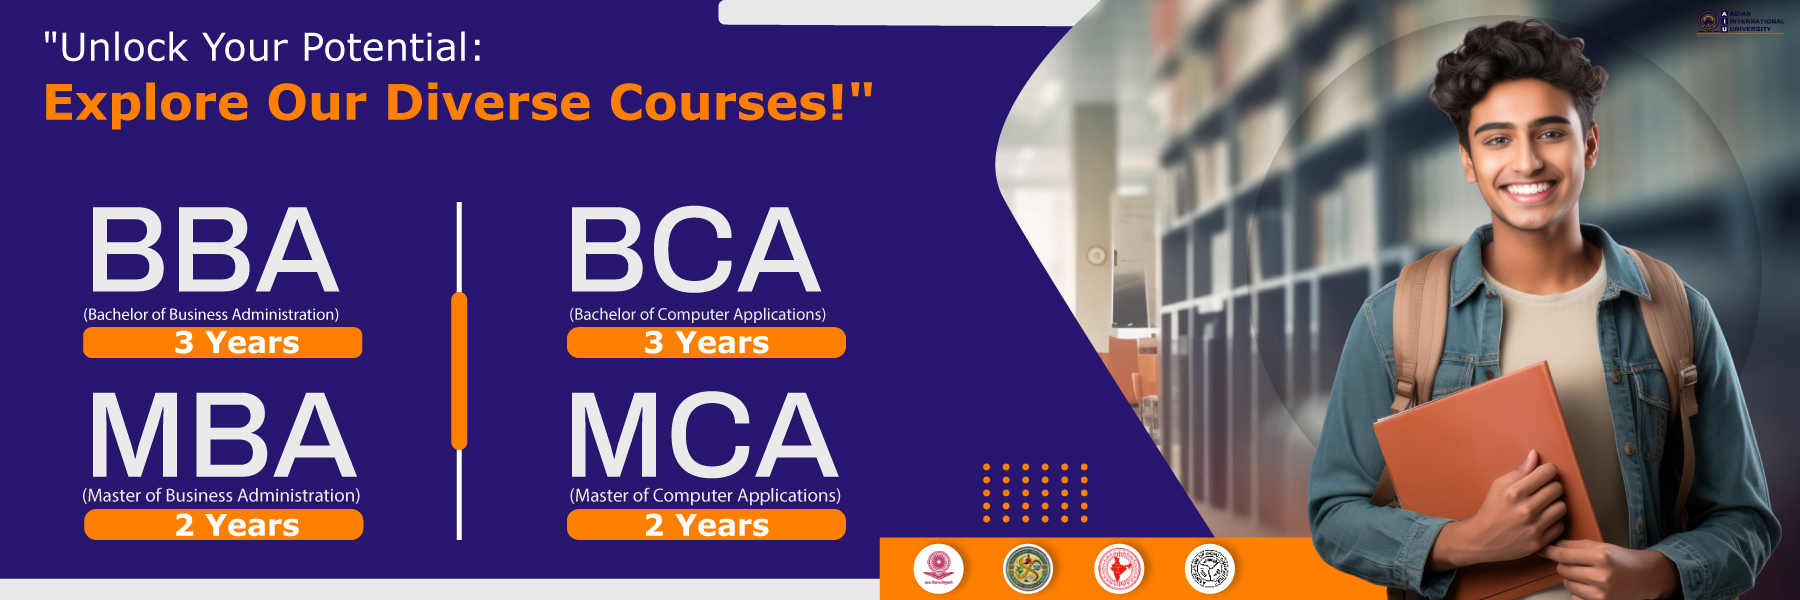 "Unlock Your Potential:
Explore Our Diverse Courses!"
BBA
(Bachelor of Business Administration)
3 Years
BCA
(Bachelor of Computer Applications)
3 Years
MBA
(Master of Business Administration)
2 Years
MCA
(Master of Computer Applications)
2 Years
A ASIAN
I INTERNATIONAL
U UNIVERSITY